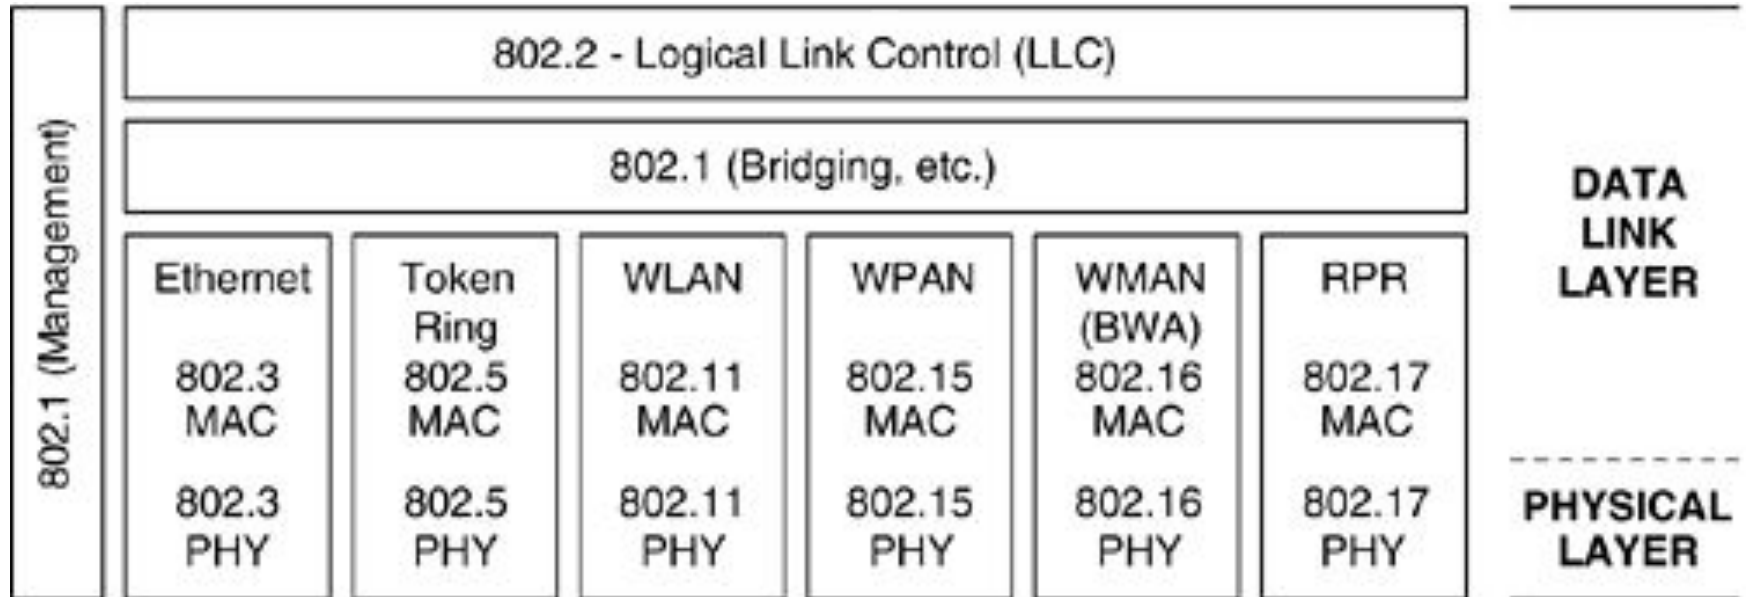 802.1 (Management)
802.2 - Logical Link Control (LLC)
802.1 (Bridging, etc.)
Ethernet
802.3
MAC
802.3
PHY
Token
Ring
802.5
MAC
802.5
PHY
WLAN
802.11
MAC
802.11
PHY
WPAN
802.15
MAC
802.15
PHY
WMAN
(BWA)
802.16
MAC
802.16
PHY
RPR
802.17
MAC
802.17
PHY
DATA
LINK
LAYER
PHYSICAL
LAYER